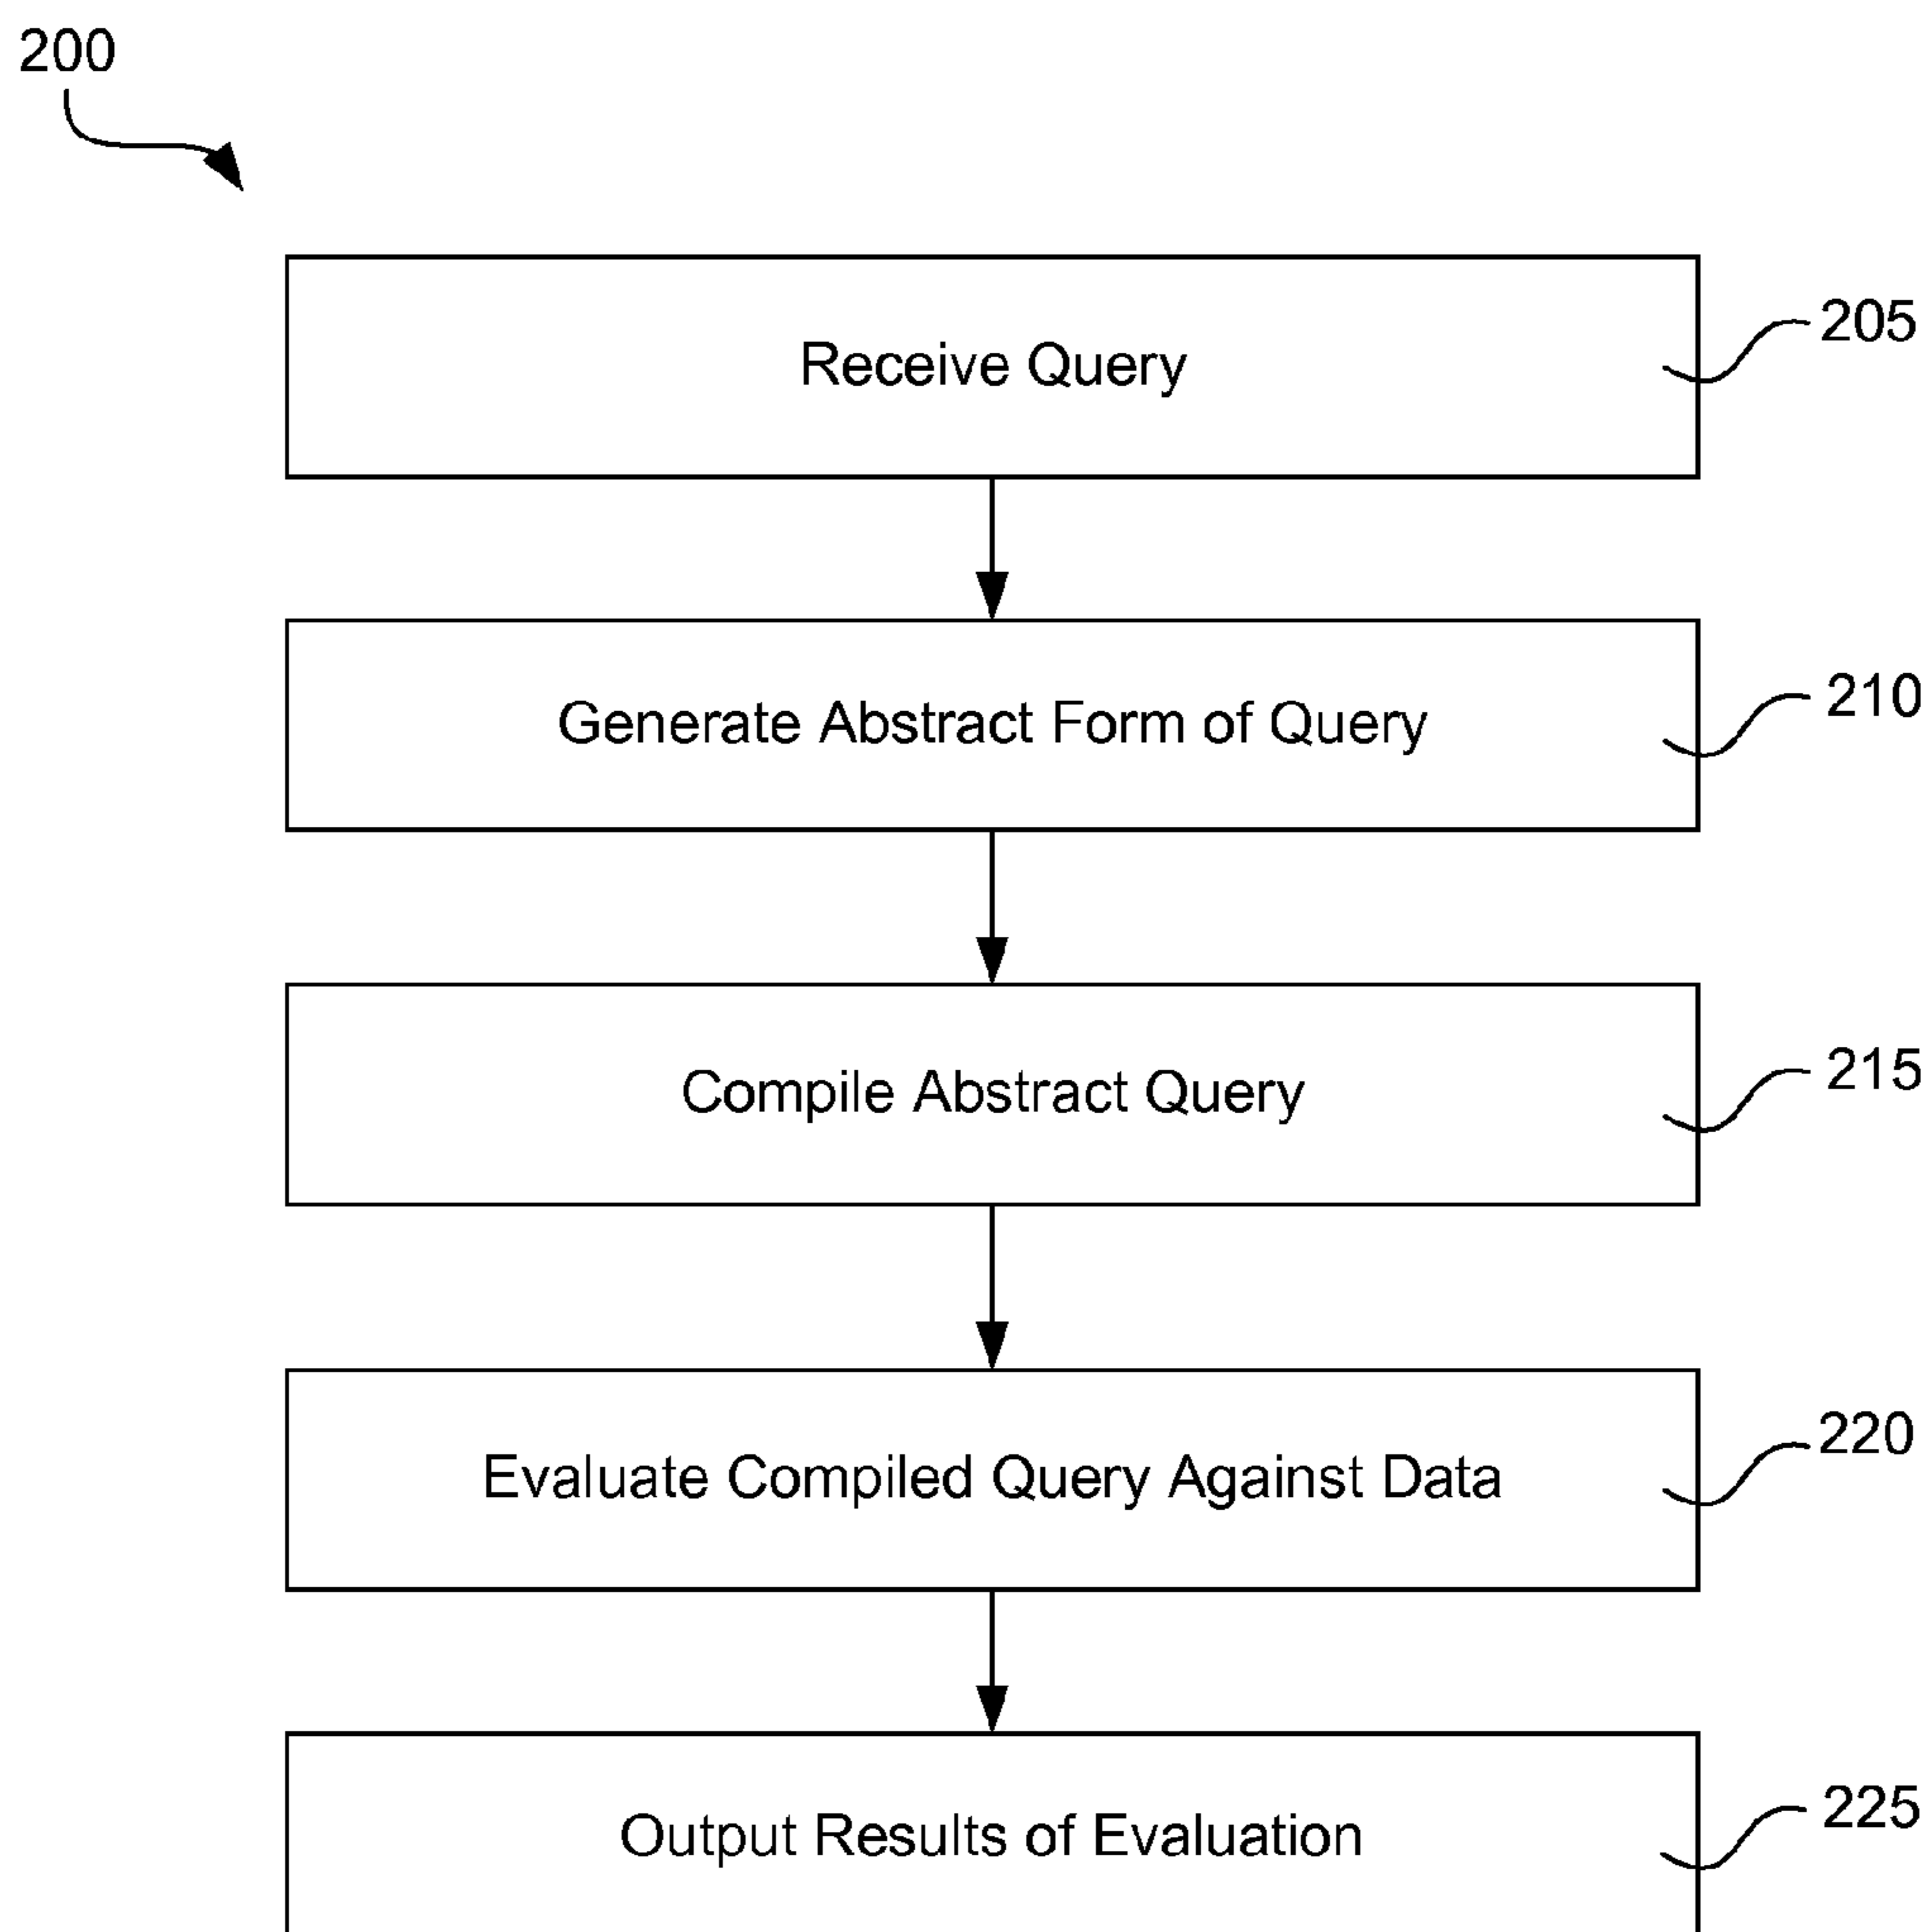 200
Receive Query
205
Generate Abstract Form of Query
210
Compile Abstract Query
215
Evaluate Compiled Query Against Data
220
Output Results of Evaluation
225